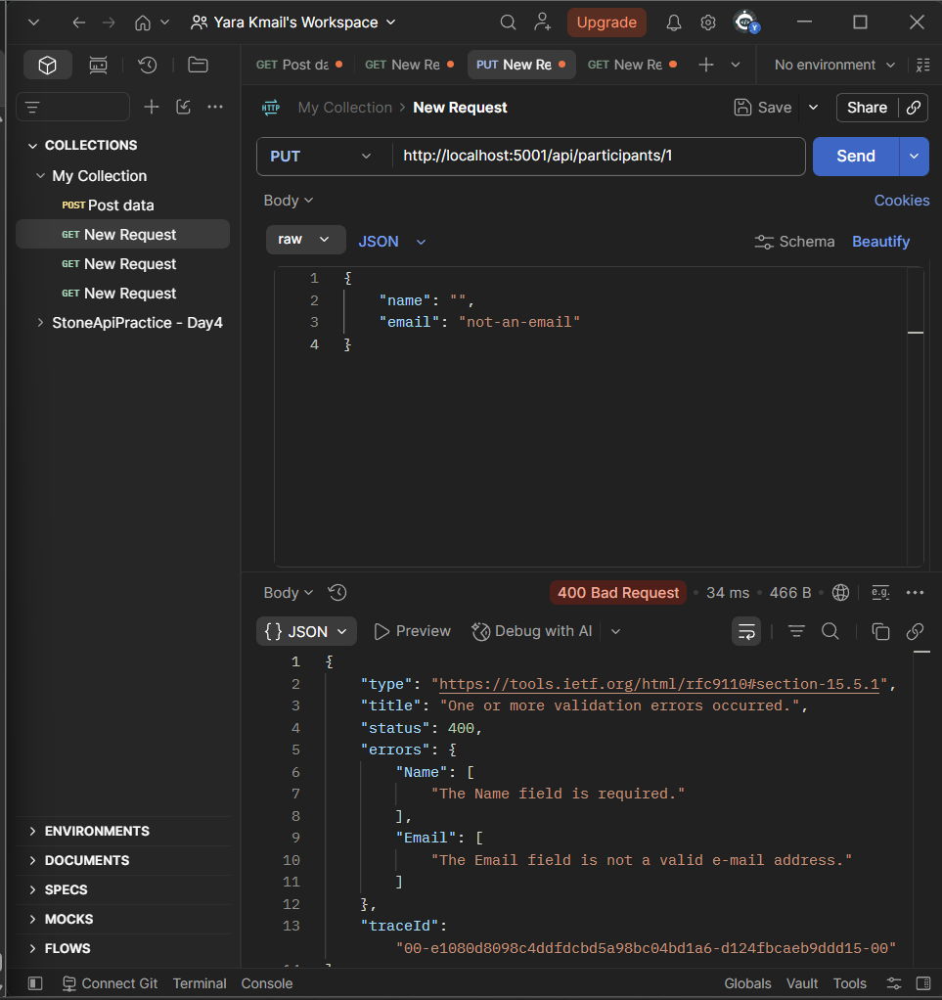 Yara Kmail's Workspace
Upgrade
Y
GET Post da
GET New Re
PUT New Re
GET New Re
No environment
COLLECTIONS
My Collection
POST Post data
GET New Request
GET New Request
GET New Request
StoneApiPractice - Day4
ENVIRONMENTS
DOCUMENTS
SPECS
MOCKS
FLOWS
HTTP My Collection > New Request
Save
Share
PUT
http://localhost:5001/api/participants/1
Send
Body
Cookies
raw
JSON
Schema
Beautify
1 {
2 "name": "",
3 "email": "not-an-email"
4 }
Body
400 Bad Request • 34 ms • 466 B
e.g.
{} JSON
Preview
Debug with AI
1 {
2 "type": "https://tools.ietf.org/html/rfc9110#section-15.5.1",
3 "title": "One or more validation errors occurred.",
4 "status": 400,
5 "errors": {
6 "Name": [
7 "The Name field is required."
8 ],
9 "Email": [
10 "The Email field is not a valid e-mail address."
11 ]
12 },
13 "traceId":
"00-e1080d8098c4ddfdcbd5a98bc04bd1a6-d124fbcaeb9ddd15-00"
Connect Git
Terminal
Console
Globals
Vault
Tools